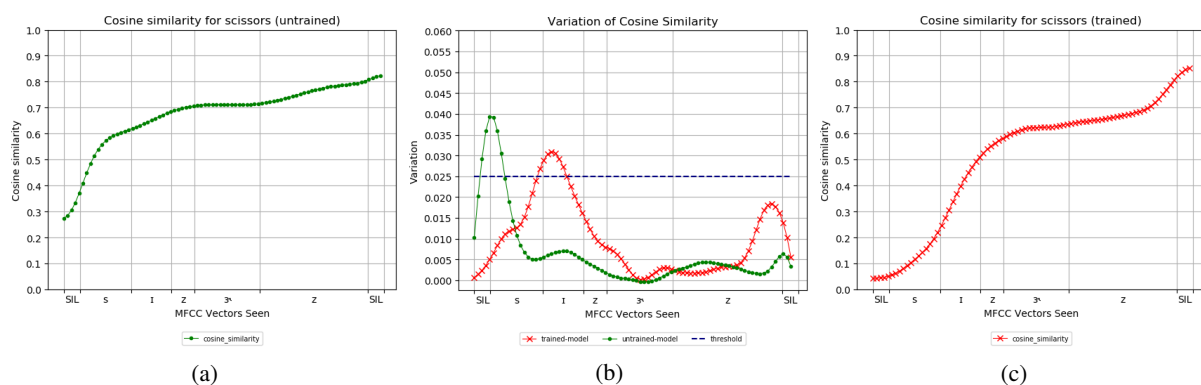 Cosine similarity for scissors (untrained)
1.0
0.9
0.8
0.7
0.6
0.5
0.4
0.3
0.2
0.1
0.0
Cosine similarity
SIL s ɪ z ɝ z SIL
MFCC Vectors Seen
cosine_similarity
(a)
Variation of Cosine Similarity
0.060
0.055
0.050
0.045
0.040
0.035
0.030
0.025
0.020
0.015
0.010
0.005
0.000
Variation
SIL s ɪ z ɝ z SIL
MFCC Vectors Seen
trained-model untrained-model threshold
(b)
Cosine similarity for scissors (trained)
1.0
0.9
0.8
0.7
0.6
0.5
0.4
0.3
0.2
0.1
0.0
Cosine similarity
SIL s ɪ z ɝ z SIL
MFCC Vectors Seen
cosine_similarity
(c)